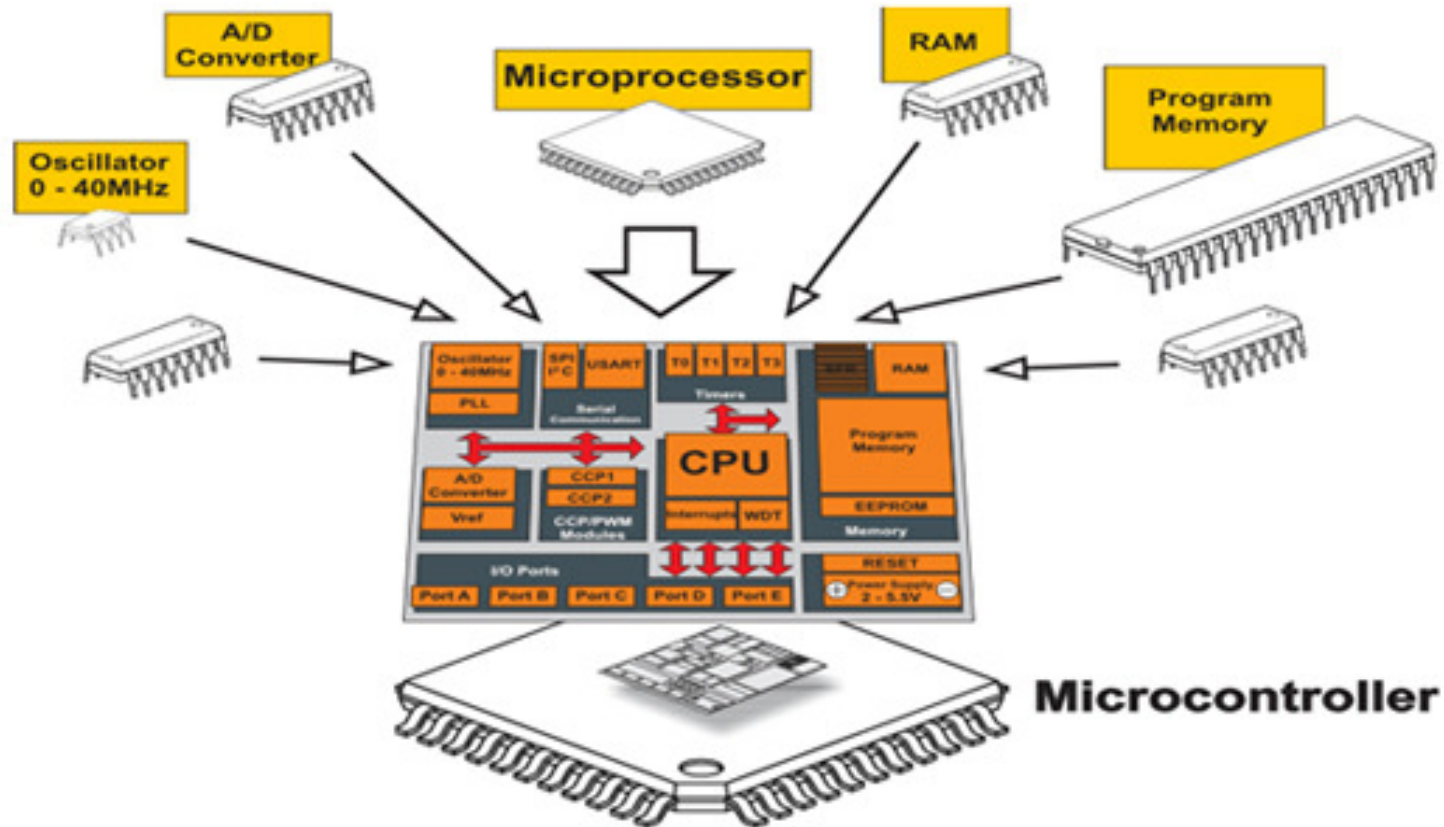 A/D
Converter
Microprocessor
RAM
Program
Memory
Oscillator
0 - 40MHz
Oscillator
0 - 40MHz
PLL
SPI
I²C
USART
Serial
Communication
T0 T1 T2 T3
Timers
RAM
Program
Memory
EEPROM
Memory
A/D
Converter
Vref
CCP1
CCP2
CCP/PWM
Modules
CPU
Interrupts
WDT
I/O Ports
Port A Port B Port C Port D Port E
RESET
+ Power Supply -
2 - 5.5V
Microcontroller